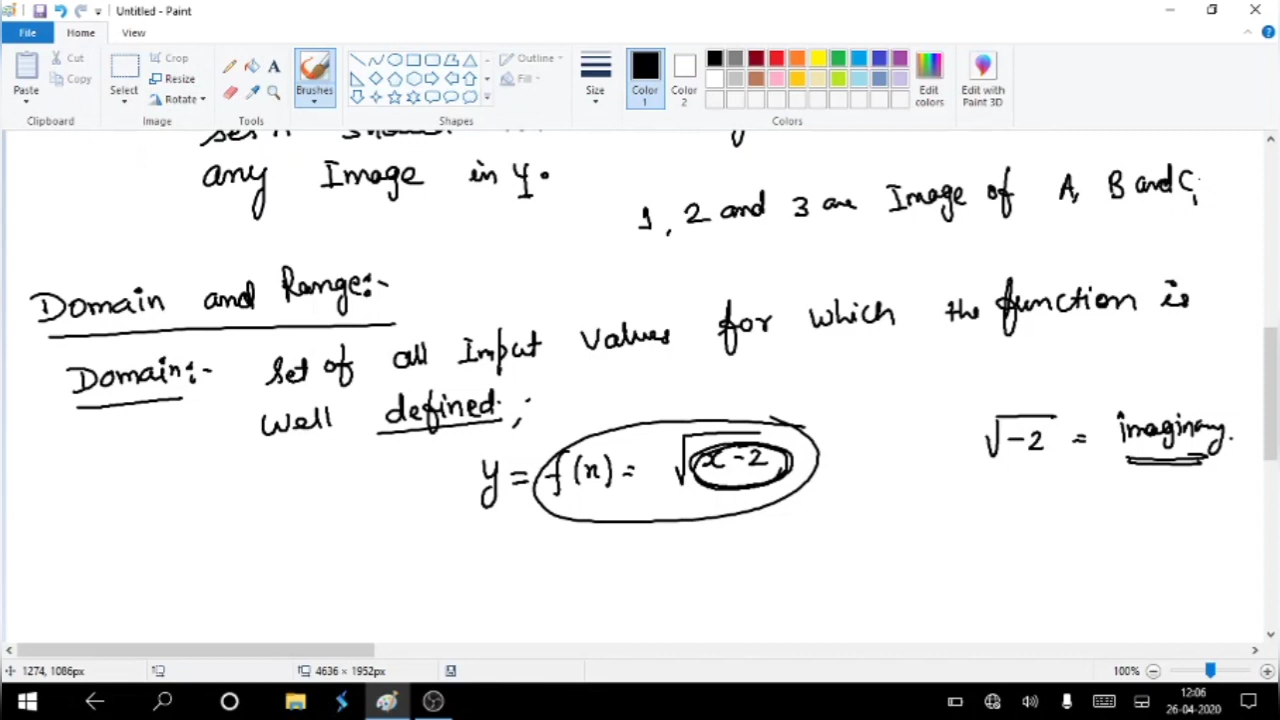 Untitled - Paint
File Home View
Paste Cut Copy Clipboard
Select Crop Resize Rotate Image
Tools
Brushes
Outline Fill Shapes
Size
Color 1 Color 2 Edit colors Edit with Paint 3D Colors
any Image in Y.
1, 2 and 3 are Image of A, B and C,
Domain and Range:-
Domain:- Set of all Input values for which the function is
well defined;
y = f(x) = √x-2
√-2 = imaginary.
1274, 1086px 4636 × 1952px 100%
12:06
26-04-2020